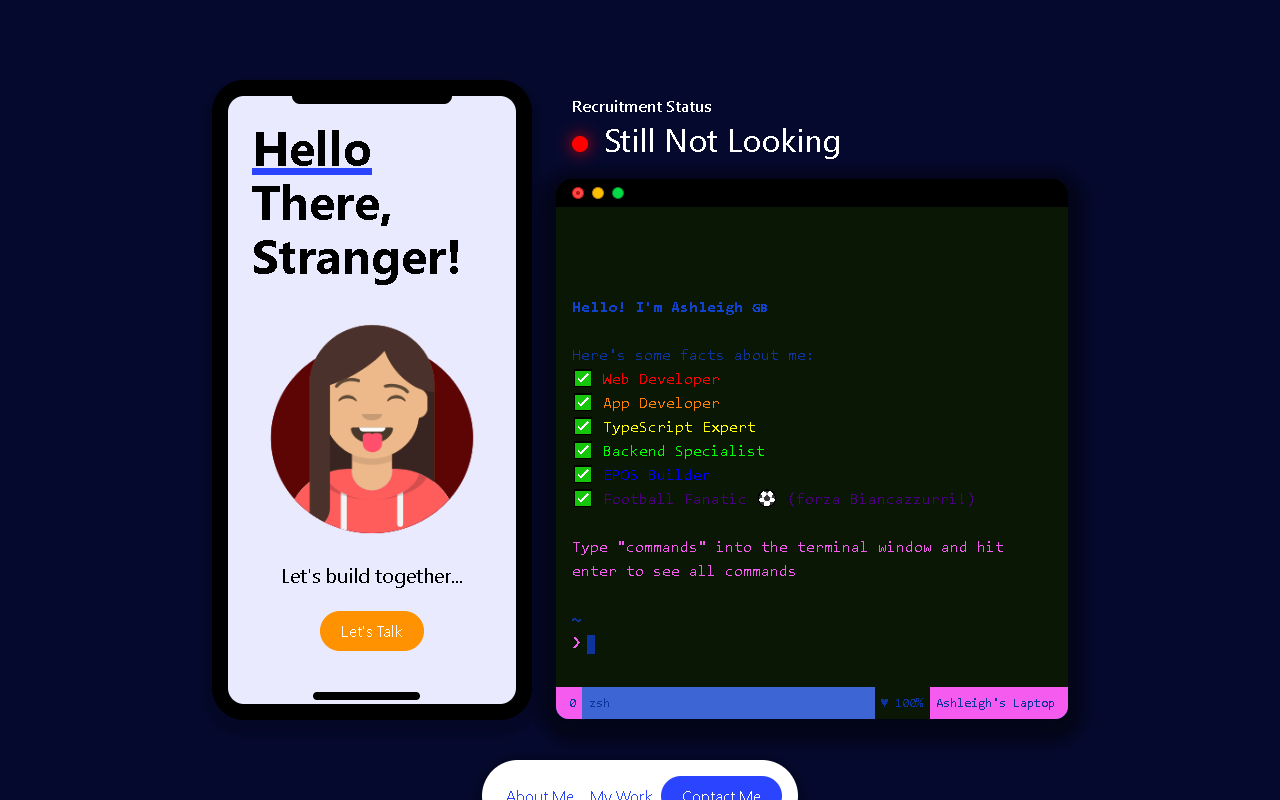 Hello
There,
Stranger!
Let's build together...
Let's Talk
Recruitment Status
Still Not Looking
Hello! I'm Ashleigh GB
Here's some facts about me:
✅ Web Developer
✅ App Developer
✅ TypeScript Expert
✅ Backend Specialist
✅ EPOS Builder
✅ Football Fanatic ⚽ (forza Biancazzurri!)
Type "commands" into the terminal window and hit
enter to see all commands
~
❯
0 zsh ♥ 100% Ashleigh's Laptop
About Me My Work Contact Me